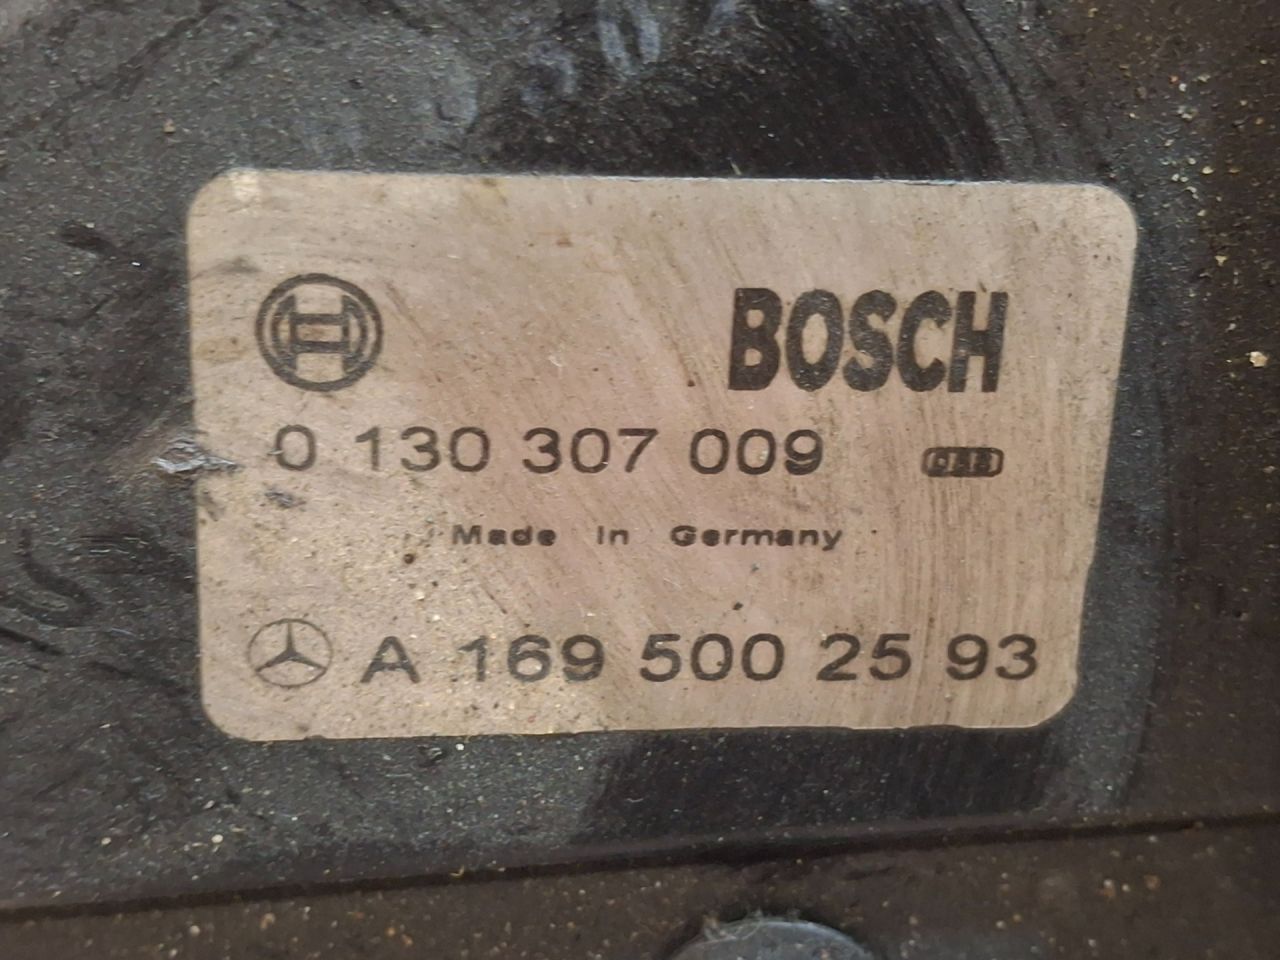 BOSCH
0 130 307 009
Made in Germany
A 169 500 25 93